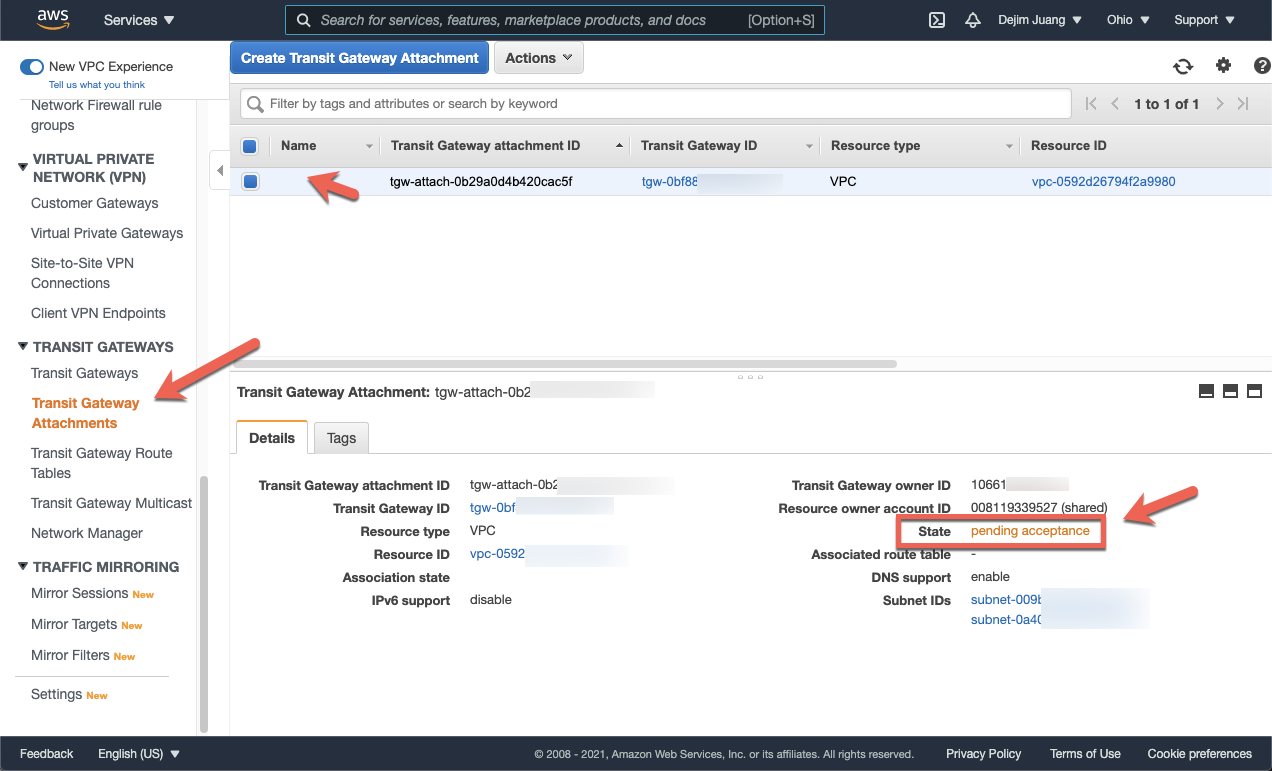 aws
Services
Search for services, features, marketplace products, and docs
[Option+S]
Dejim Juang
Ohio
Support
New VPC Experience
Tell us what you think
Network Firewall rule
groups
VIRTUAL PRIVATE
NETWORK (VPN)
Customer Gateways
Virtual Private Gateways
Site-to-Site VPN
Connections
Client VPN Endpoints
TRANSIT GATEWAYS
Transit Gateways
Transit Gateway
Attachments
Transit Gateway Route
Tables
Transit Gateway Multicast
Network Manager
TRAFFIC MIRRORING
Mirror Sessions New
Mirror Targets New
Mirror Filters New
Settings New
Create Transit Gateway Attachment
Actions
Filter by tags and attributes or search by keyword
1 to 1 of 1
Name
Transit Gateway attachment ID
Transit Gateway ID
Resource type
Resource ID
tgw-attach-0b29a0d4b420cac5f
tgw-0bf88
VPC
vpc-0592d26794f2a9980
Transit Gateway Attachment: tgw-attach-0b2
Details
Tags
Transit Gateway attachment ID tgw-attach-0b2
Transit Gateway ID tgw-0bf
Resource type VPC
Resource ID vpc-0592
Association state
IPv6 support disable
Transit Gateway owner ID 10661
Resource owner account ID 008119339527 (shared)
State pending acceptance
Associated route table -
DNS support enable
Subnet IDs subnet-009b
subnet-0a40
Feedback
English (US)
© 2008 - 2021, Amazon Web Services, Inc. or its affiliates. All rights reserved.
Privacy Policy
Terms of Use
Cookie preferences